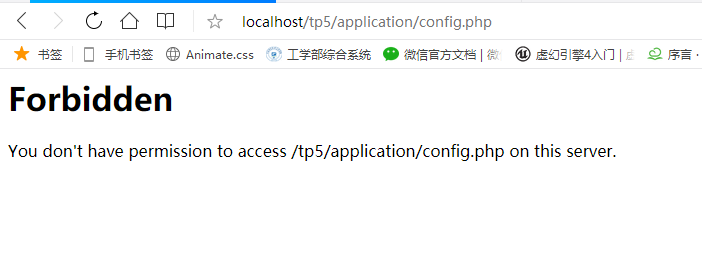 localhost/tp5/application/config.php
书签 手机书签 Animate.css 工学部综合系统 微信官方文档 | 微 虚幻引擎4入门 | 虚 序言 ·
Forbidden
You don't have permission to access /tp5/application/config.php on this server.